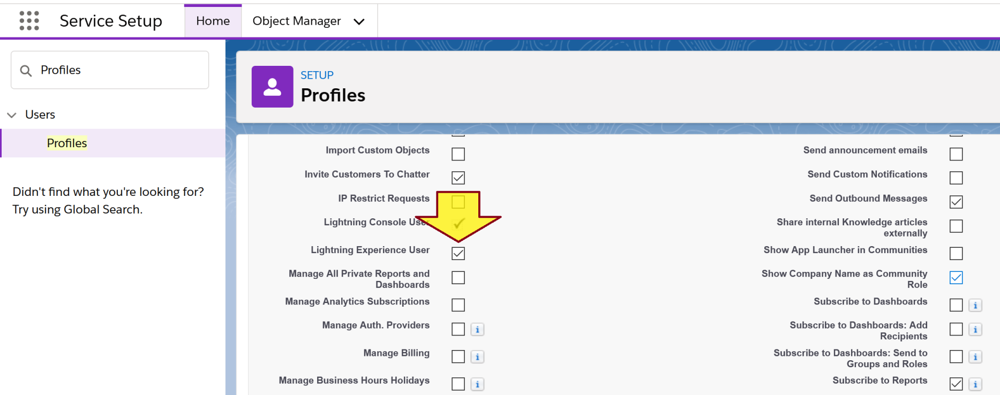 Service Setup
Home
Object Manager
Profiles
Users
Profiles
Didn't find what you're looking for?
Try using Global Search.
SETUP
Profiles
Import Custom Objects
Invite Customers To Chatter
IP Restrict Requests
Lightning Console User
Lightning Experience User
Manage All Private Reports and
Dashboards
Manage Analytics Subscriptions
Manage Auth. Providers
i
Manage Billing
i
Manage Business Hours Holidays
i
Send announcement emails
Send Custom Notifications
Send Outbound Messages
Share internal Knowledge articles
externally
Show App Launcher in Communities
Show Company Name as Community
Role
Subscribe to Dashboards
i
Subscribe to Dashboards: Add
Recipients
i
Subscribe to Dashboards: Send to
Groups and Roles
i
Subscribe to Reports
i